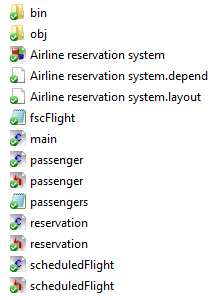 bin
obj
Airline reservation system
Airline reservation system.depend
Airline reservation system.layout
fscFlight
main
passenger
passenger
passengers
reservation
reservation
scheduledFlight
scheduledFlight